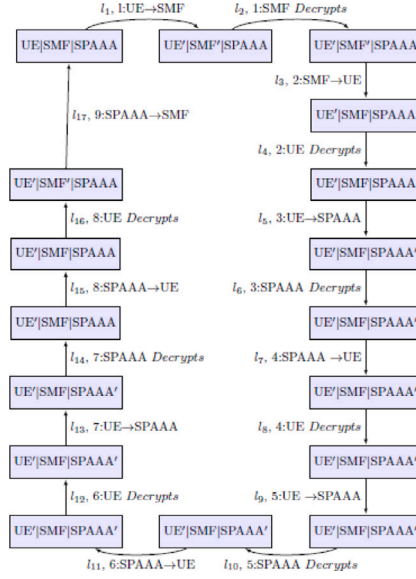 l1, 1:UE→SMF
l2, 1:SMF Decrypts
UE|SMF|SPAAA
UE′|SMF′|SPAAA
UE′|SMF′|SPAAA
l3, 2:SMF→UE
UE′|SMF|SPAAA
l4, 2:UE Decrypts
UE′|SMF|SPAAA
l5, 3:UE→SPAAA
UE′|SMF|SPAAA′
l6, 3:SPAAA Decrypts
UE′|SMF|SPAAA′
l7, 4:SPAAA →UE
UE′|SMF|SPAAA′
l8, 4:UE Decrypts
UE′|SMF|SPAAA′
l9, 5:UE →SPAAA
UE′|SMF|SPAAA′
l10, 5:SPAAA Decrypts
UE′|SMF|SPAAA′
l11, 6:SPAAA→UE
UE′|SMF|SPAAA′
l12, 6:UE Decrypts
UE′|SMF|SPAAA′
l13, 7:UE→SPAAA
UE′|SMF|SPAAA′
l14, 7:SPAAA Decrypts
UE′|SMF|SPAAA
l15, 8:SPAAA→UE
UE′|SMF|SPAAA
l16, 8:UE Decrypts
UE′|SMF′|SPAAA
l17, 9:SPAAA→SMF